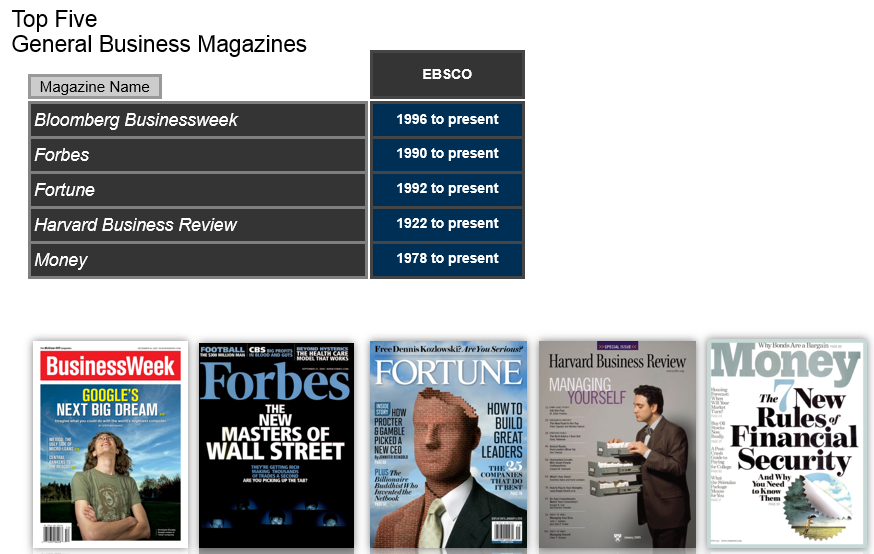 Top Five
General Business Magazines
EBSCO
Magazine Name
Bloomberg Businessweek
1996 to present
Forbes
1990 to present
Fortune
1992 to present
Harvard Business Review
1922 to present
Money
1978 to present
BusinessWeek
GOOGLE'S
NEXT BIG DREAM
FOOTBALL
THE $300 MILLION MAN
CBS BIG PROFITS
IN BLOOD AND GUTS
BEYOND HYSTERICS
THE HEALTH CARE
MODEL THAT WORKS
Forbes
THE
NEW
MASTERS OF
WALL STREET
THEY'RE GETTING RICH
MAKING THOUSANDS
OF TRADES A SECOND
ARE YOU PICKING UP THE TAB?
Free Dennis Kozlowski? Are You Serious?
FORTUNE
INSIDE
STORY
HOW
PROCTER
& GAMBLE
PICKED A
NEW CEO
PLUS The
Billionaire
Buddhist Who
Invented the
Netbook
HOW TO
BUILD
GREAT
LEADERS
THE 25
COMPANIES
THAT DO
IT BEST
SPECIAL ISSUE
Harvard Business Review
MANAGING
YOURSELF
Why Bonds Are a Bargain
Money
The 7 New
Rules of
Financial
Security
And Why
You Need
to Know
Them